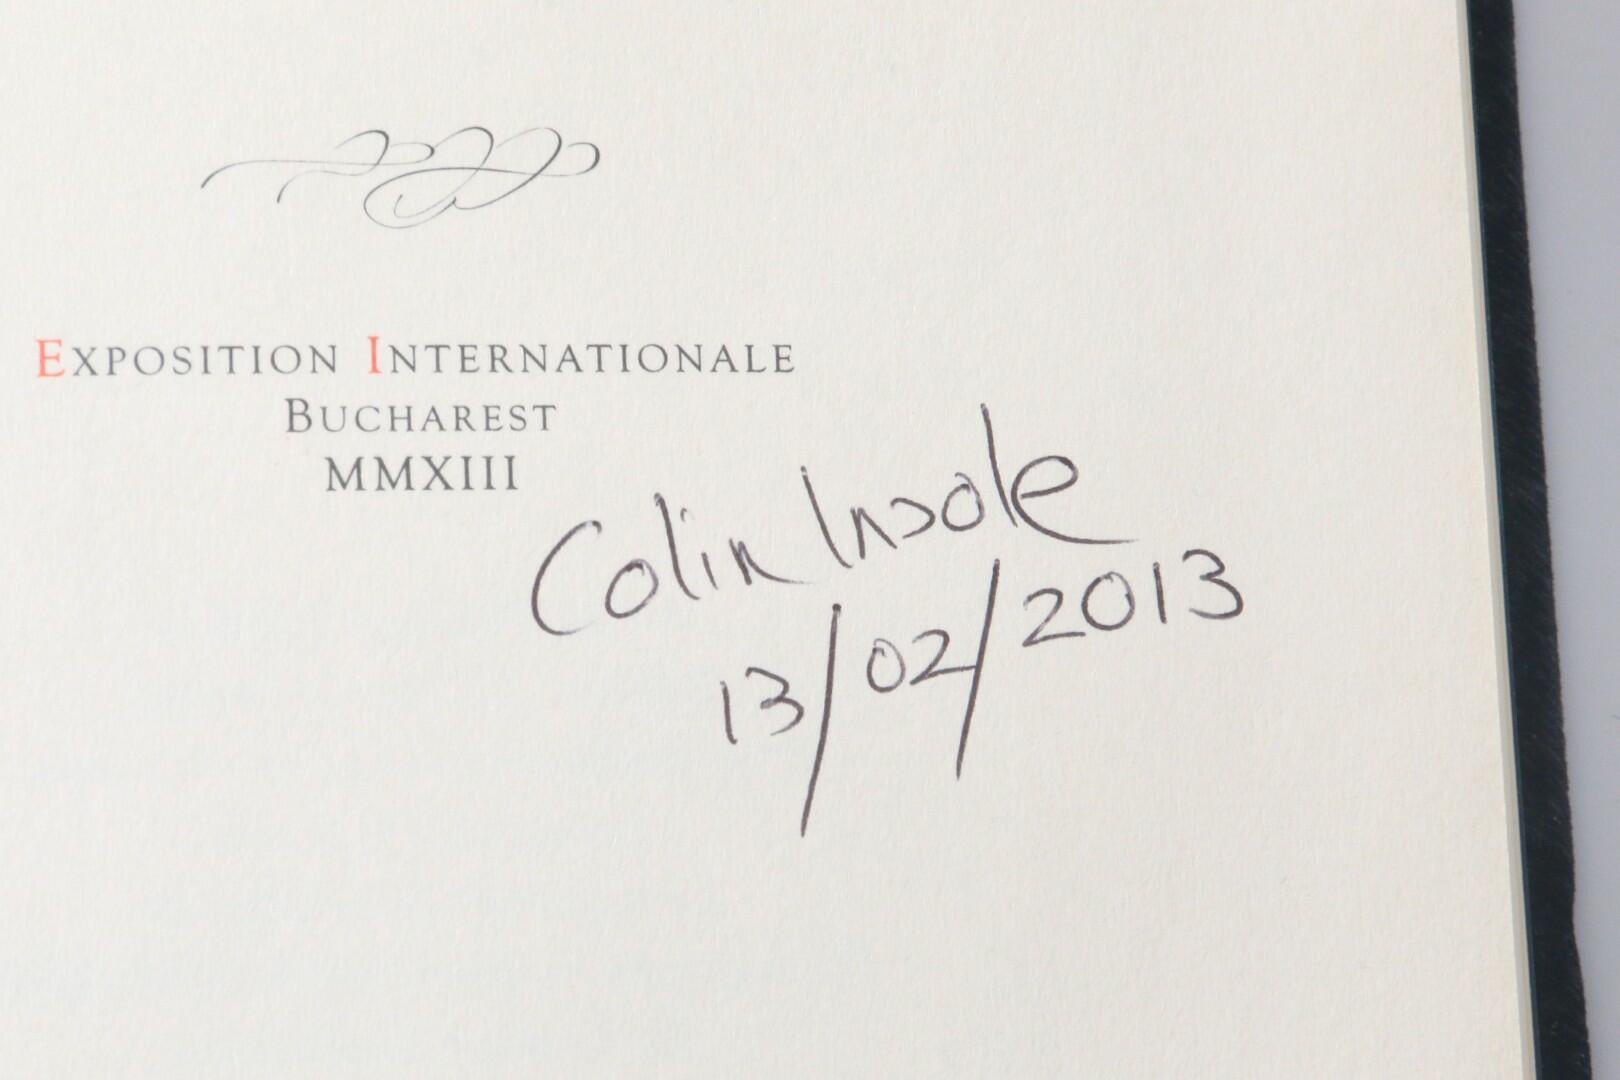 EXPOSITION INTERNATIONALE
BUCHAREST
MMXIII
Colin Insole
13/02/2013